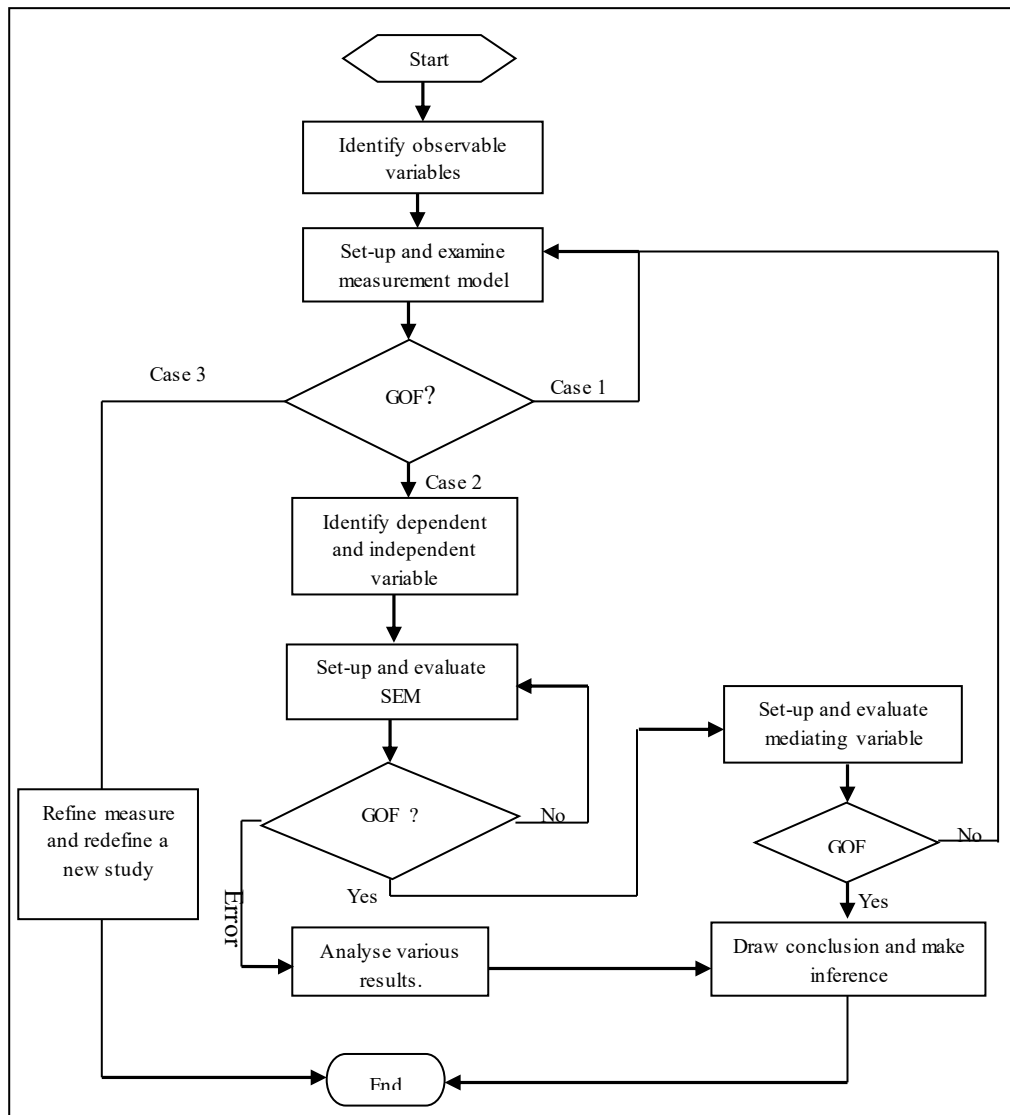 Start
Identify observable
variables
Set-up and examine
measurement model
Case 3
GOF?
Case 1
Case 2
Identify dependent
and independent
variable
Set-up and evaluate
SEM
Set-up and evaluate
mediating variable
Refine measure
and redefine a
new study
GOF ?
No
GOF
No
Yes
Yes
Error
Analyse various
results.
Draw conclusion and make
inference
End